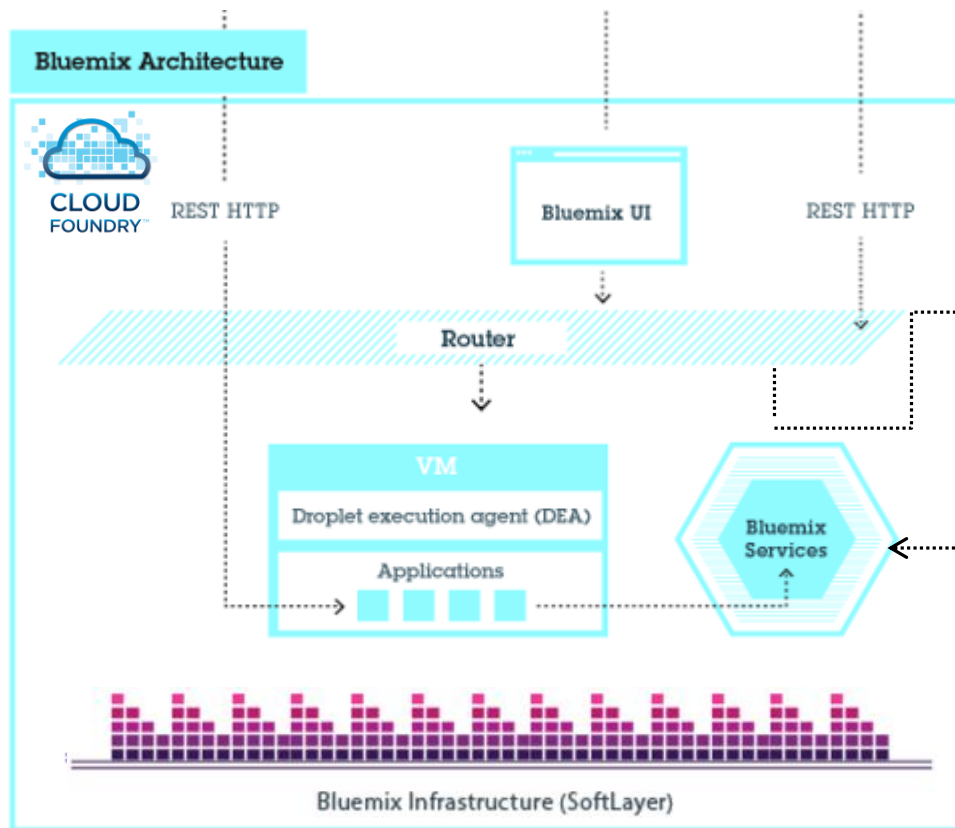 Bluemix Architecture
CLOUD
FOUNDRY™
REST HTTP
Bluemix UI
REST HTTP
Router
VM
Droplet execution agent (DEA)
Applications
Bluemix
Services
Bluemix Infrastructure (SoftLayer)